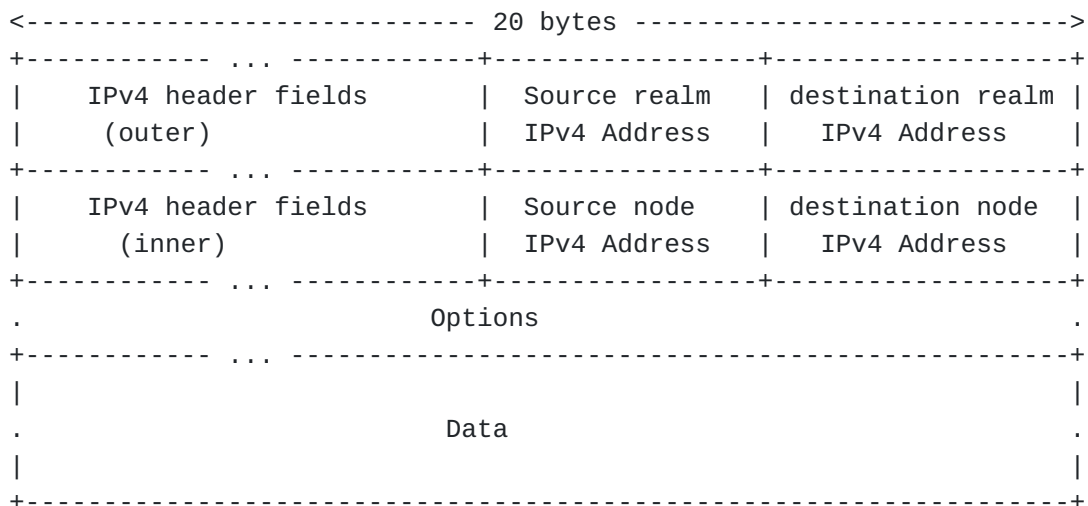 <----------------------------- 20 bytes ---------------------------->
+------------ ... ------------+-----------------+-------------------+
|    IPv4 header fields       |  Source realm   | destination realm |
|     (outer)                 |  IPv4 Address   |   IPv4 Address    |
+------------ ... ------------+-----------------+-------------------+
|    IPv4 header fields       |  Source node    | destination node  |
|      (inner)                |  IPv4 Address   |   IPv4 Address    |
+------------ ... ------------+-----------------+-------------------+
.                          Options                                  .
+------------ ... --------------------------------------------------+
|                                                                   |
.                           Data                                    .
|                                                                   |
+-------------------------------------------------------------------+